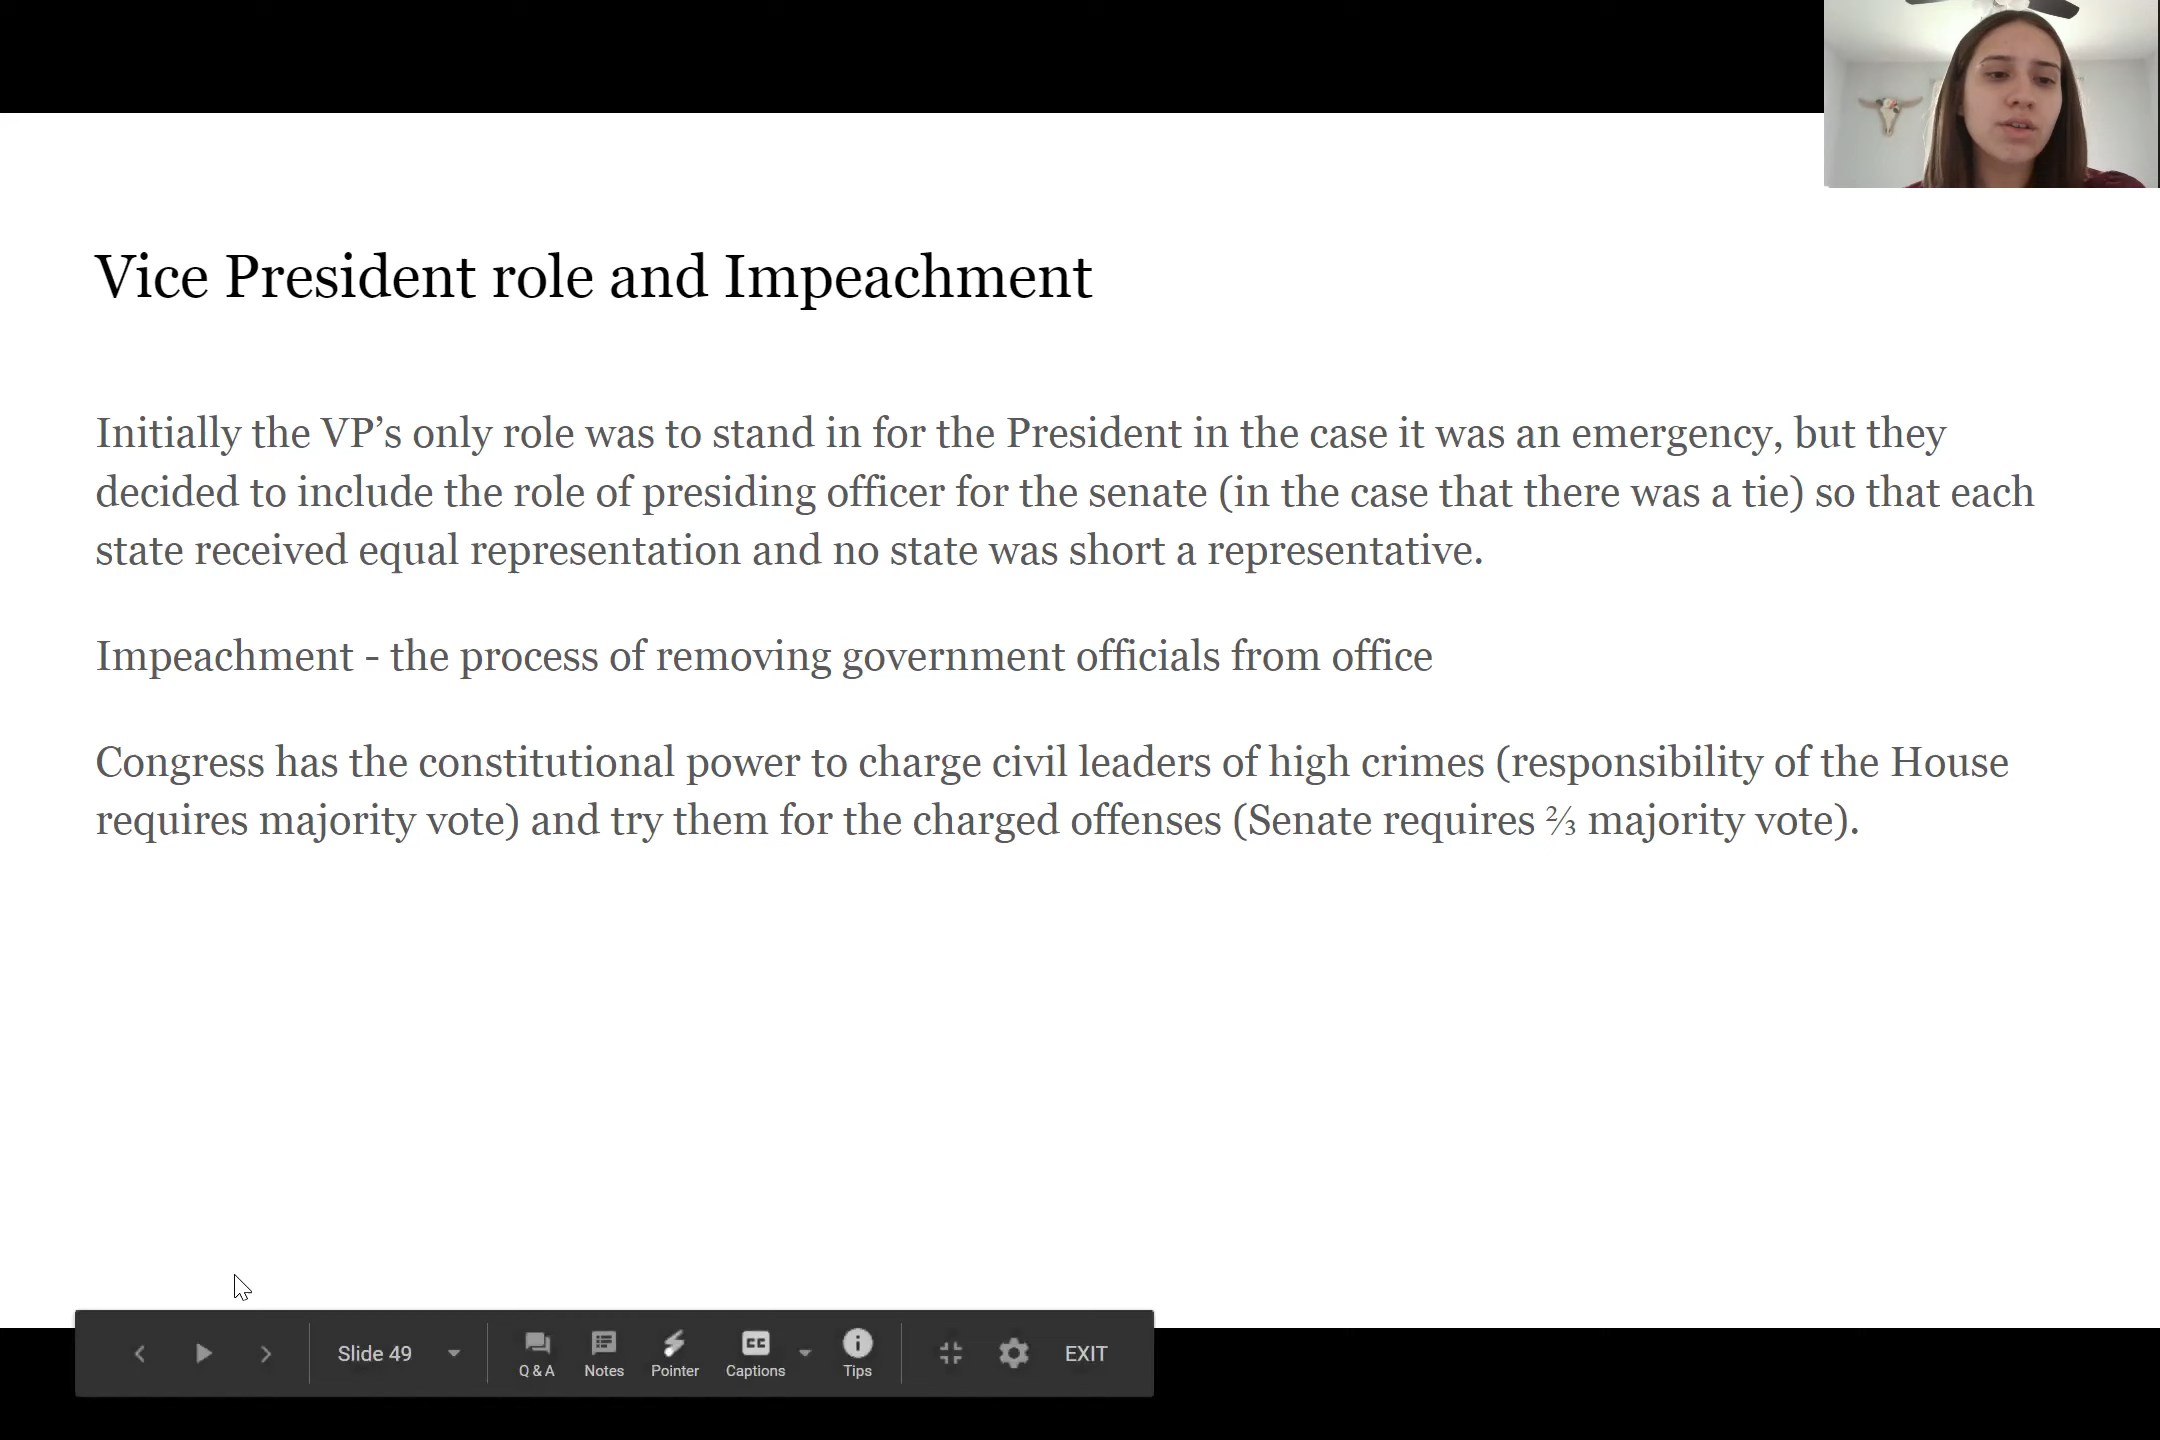 Vice President role and Impeachment
Initially the VP’s only role was to stand in for the President in the case it was an emergency, but they
decided to include the role of presiding officer for the senate (in the case that there was a tie) so that each
state received equal representation and no state was short a representative.
Impeachment - the process of removing government officials from office
Congress has the constitutional power to charge civil leaders of high crimes (responsibility of the House
requires majority vote) and try them for the charged offenses (Senate requires ⅔ majority vote).
Slide 49
Q & A
Notes
Pointer
CC
Captions
Tips
EXIT